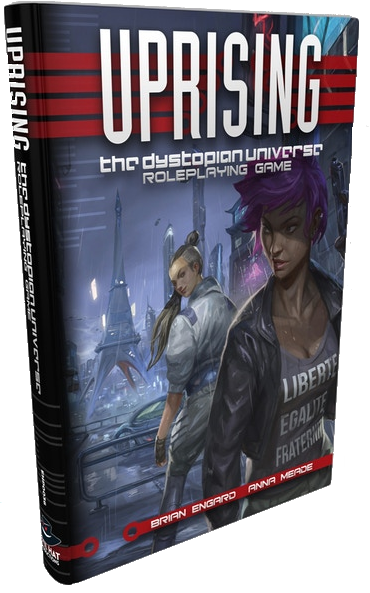 UPRISING
the dystopian universe
ROLEPLAYING GAME
LIBERTE
EGALITE
FRATERNITE
BRIAN ENGARD ANNA MEADE
UPRISING
the dystopian universe
ROLEPLAYING GAME
HAT